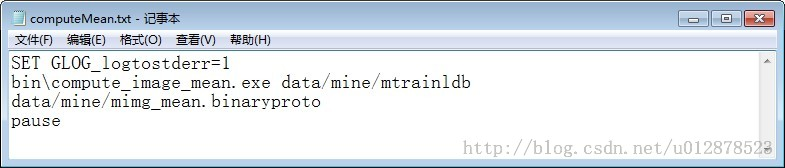 computeMean.txt - 记事本
文件(F) 编辑(E) 格式(O) 查看(V) 帮助(H)
SET GLOG_logtostderr=1
bin\compute_image_mean.exe data/mine/mtrainldb
data/mine/mimg_mean.binaryproto
pause
http://blog.csdn.net/u012878523